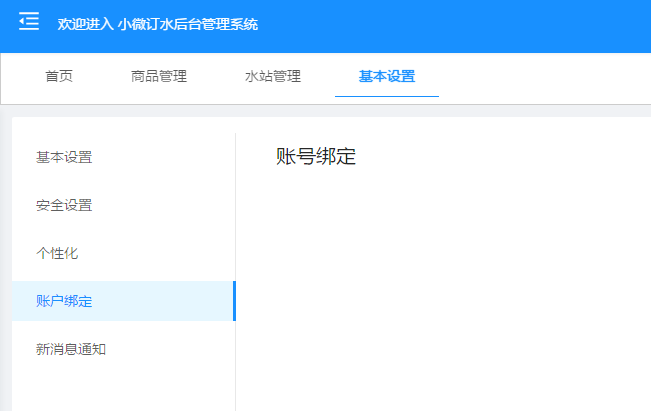 欢迎进入 小微订水后台管理系统
首页 商品管理 水站管理 基本设置
基本设置
账号绑定
安全设置
个性化
账户绑定
新消息通知